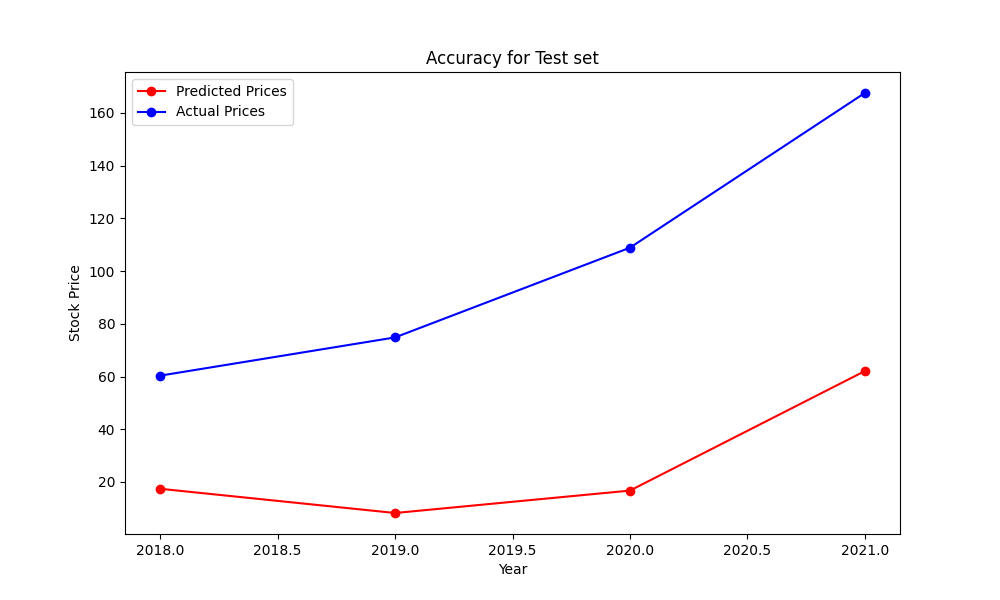 Accuracy for Test set
Predicted Prices
Actual Prices
160
140
120
100
80
60
40
20
Stock Price
2018.0 2018.5 2019.0 2019.5 2020.0 2020.5 2021.0
Year